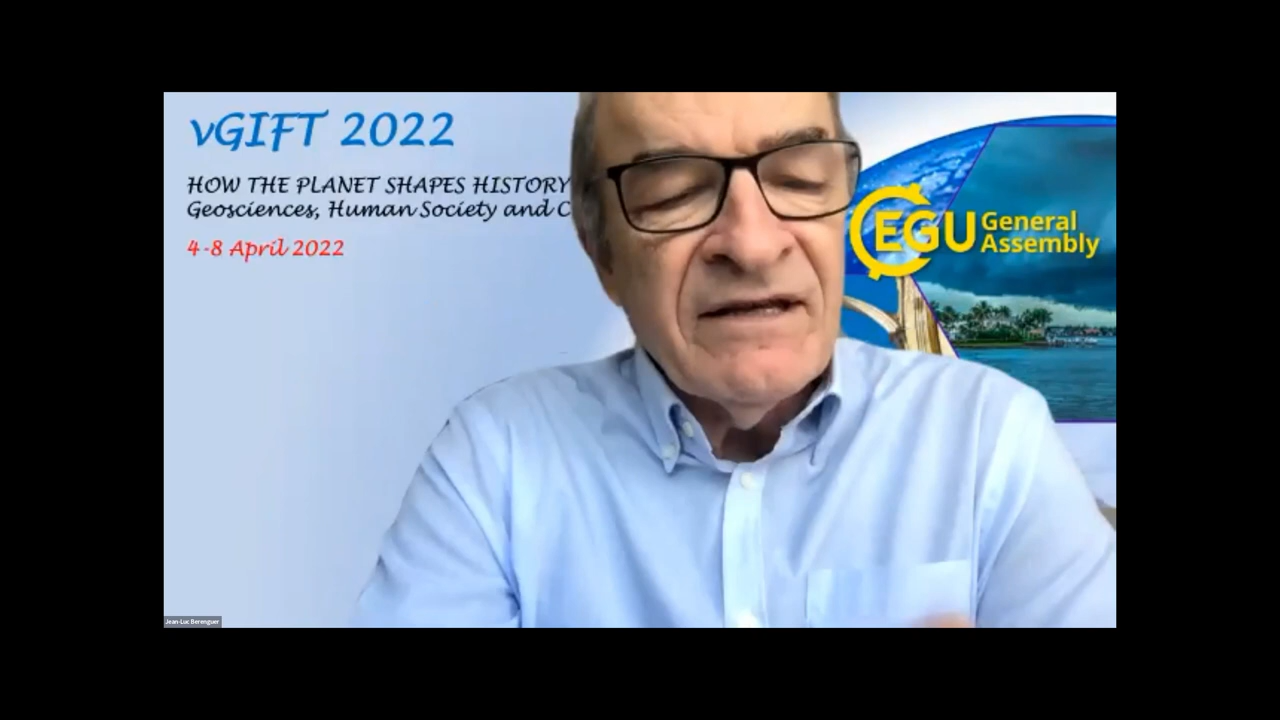 vGIFT 2022
HOW THE PLANET SHAPES HISTORY
Geosciences, Human Society and C
4-8 April 2022
EGU General
Assembly
Jean-Luc Berenguer